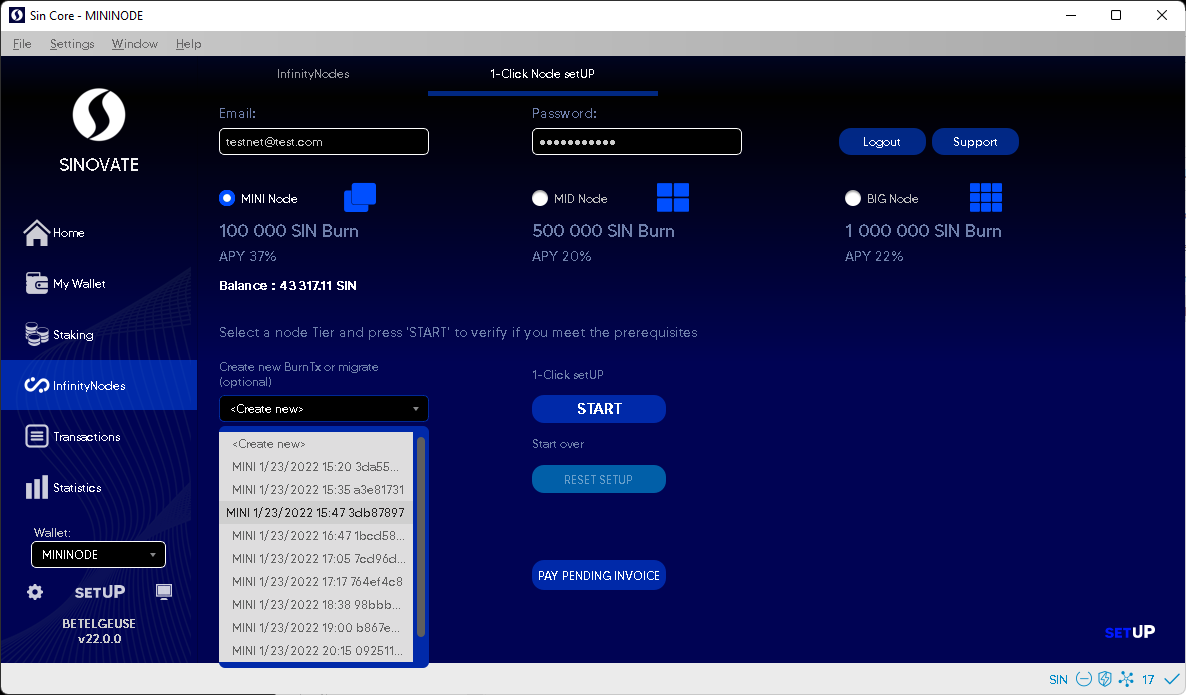 Sin Core - MININODE
File Settings Window Help
InfinityNodes 1-Click Node setUP
SINOVATE
Email: Password:
testnet@test.com
Logout Support
MINI Node MID Node BIG Node
100 000 SIN Burn 500 000 SIN Burn 1 000 000 SIN Burn
APY 37% APY 20% APY 22%
Balance : 43 317.11 SIN
Home
My Wallet
Staking
InfinityNodes
Transactions
Statistics
Wallet:
MININODE
SETUP
BETELGEUSE
v22.0.0
Select a node Tier and press 'START' to verify if you meet the prerequisites
Create new BurnTx or migrate
(optional)
<Create new>
<Create new>
MINI 1/23/2022 15:20 3da55...
MINI 1/23/2022 15:35 a3e81731
MINI 1/23/2022 15:47 3db87897
MINI 1/23/2022 16:47 1bcd58...
MINI 1/23/2022 17:05 7cd96d...
MINI 1/23/2022 17:17 764ef4c8
MINI 1/23/2022 18:38 98bbb...
MINI 1/23/2022 19:00 b867e...
MINI 1/23/2022 20:15 092511...
1-Click setUP
START
Start over
RESET SETUP
PAY PENDING INVOICE
SETUP
SIN 17